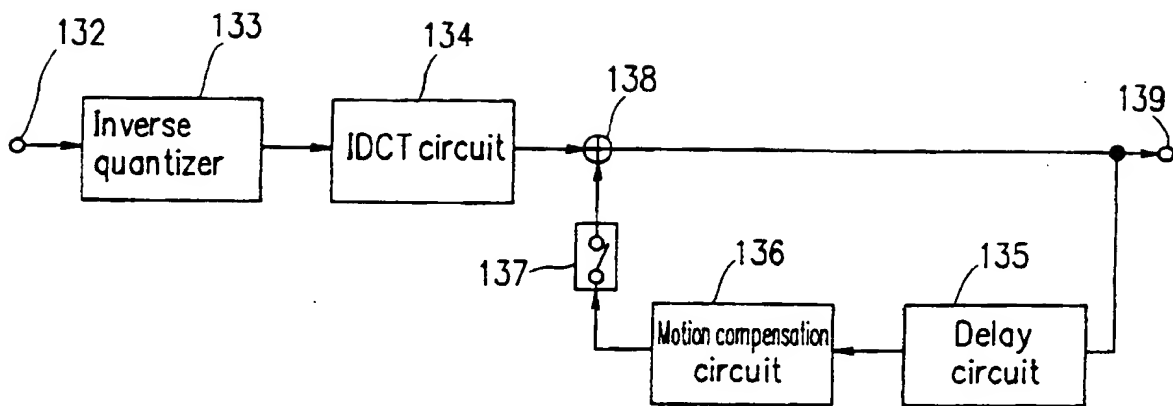 132
133
134
138
139
Inverse
quantizer
IDCT circuit
137
136
135
Motion compensation
circuit
Delay
circuit